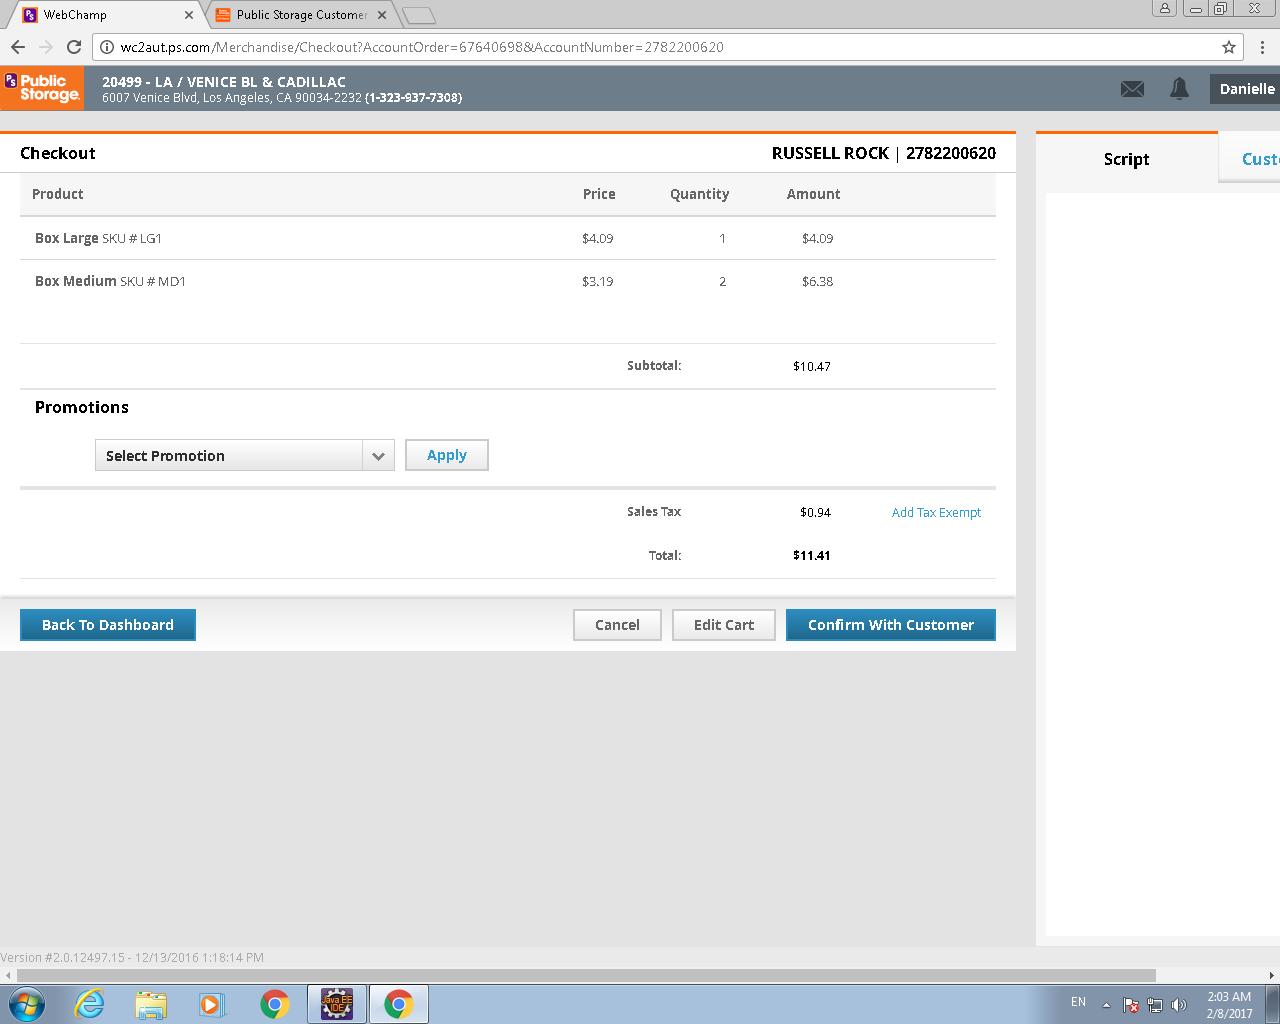 WebChamp
Public Storage Customer
wc2aut.ps.com/Merchandise/Checkout?AccountOrder=67640698&AccountNumber=2782200620
PS Public Storage.
20499 - LA / VENICE BL & CADILLAC
6007 Venice Blvd, Los Angeles, CA 90034-2232 (1-323-937-7308)
Danielle
Checkout
RUSSELL ROCK | 2782200620
Script
Cust
Product Price Quantity Amount
Box Large SKU # LG1 $4.09 1 $4.09
Box Medium SKU # MD1 $3.19 2 $6.38
Subtotal: $10.47
Promotions
Select Promotion Apply
Sales Tax $0.94 Add Tax Exempt
Total: $11.41
Back To Dashboard Cancel Edit Cart Confirm With Customer
Version #2.0.12497.15 - 12/13/2016 1:18:14 PM
Java EE
IDE
EN
2:03 AM
2/8/2017